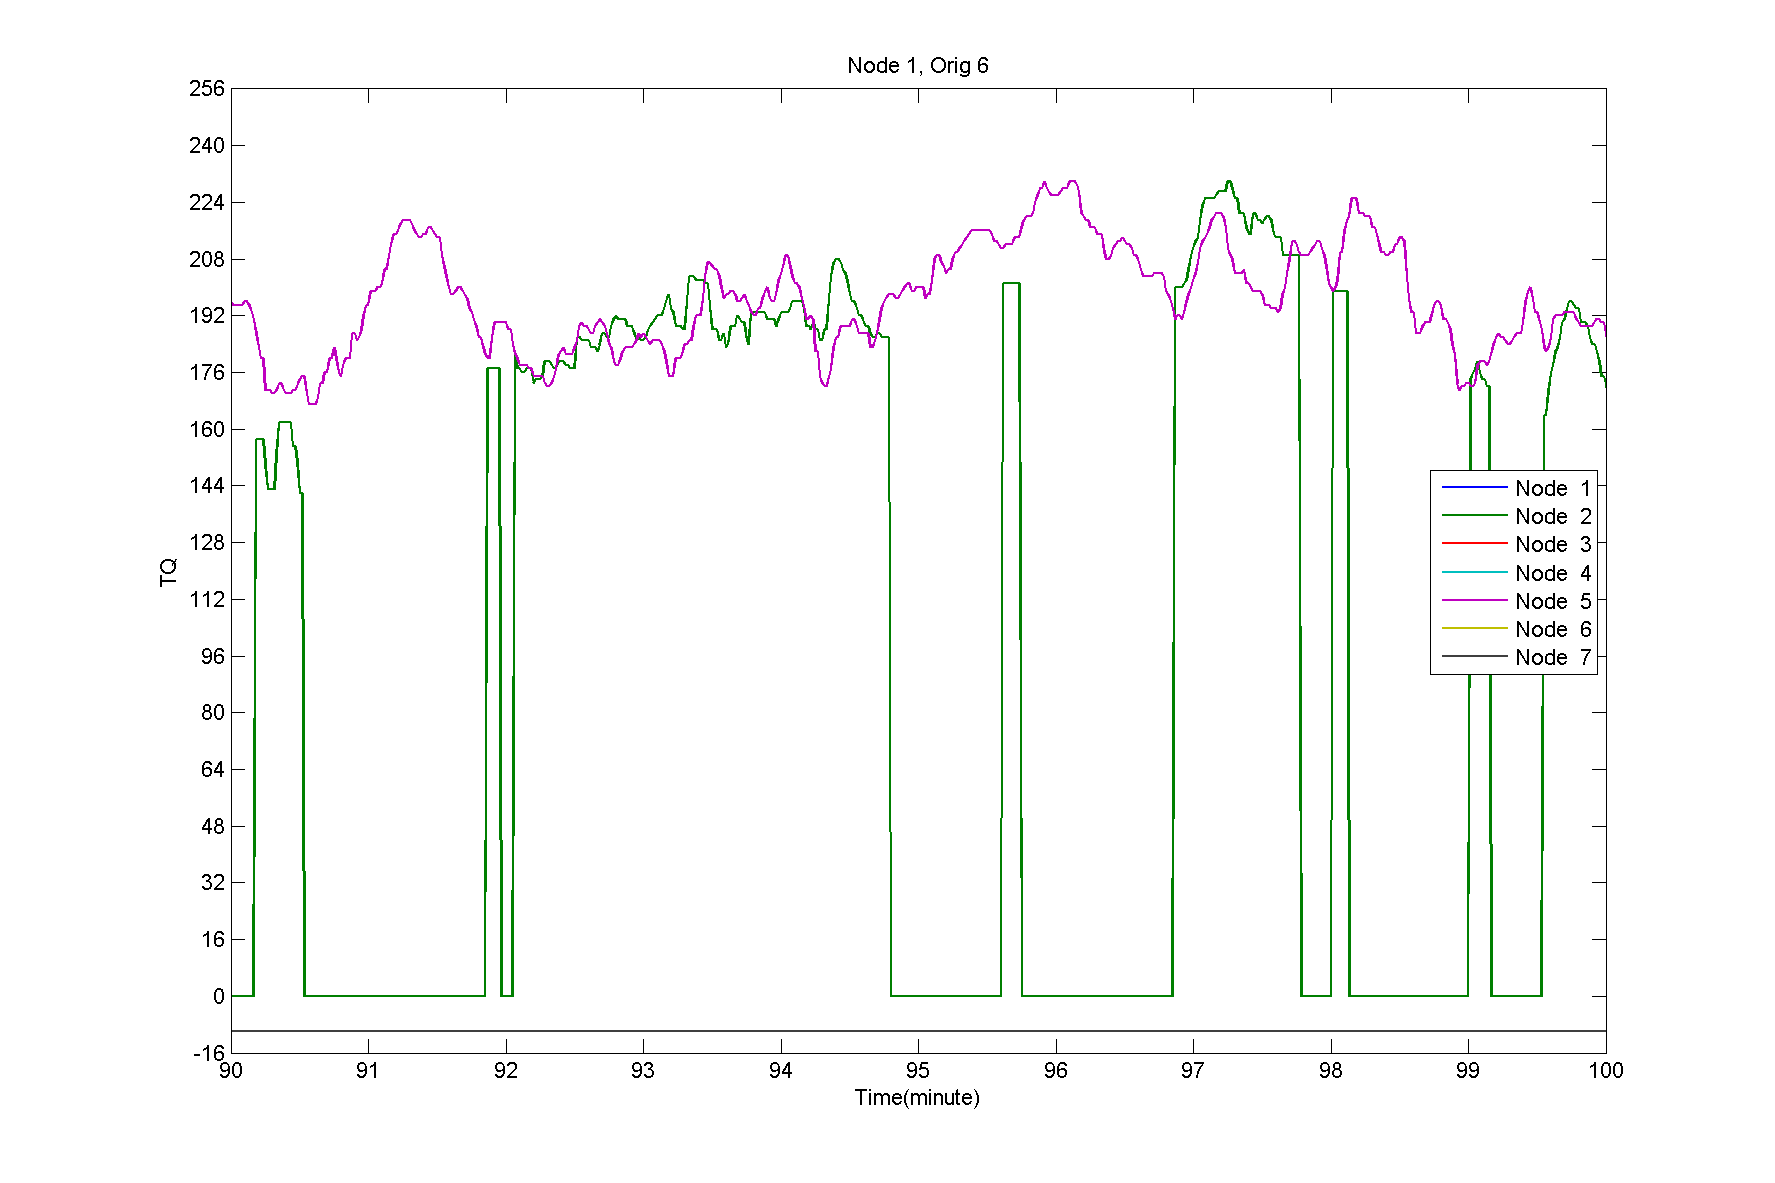 Node 1, Orig 6
256
240
224
208
192
176
160
144
128
112
96
80
64
48
32
16
0
-16
TQ
Node 1
Node 2
Node 3
Node 4
Node 5
Node 6
Node 7
90 91 92 93 94 95 96 97 98 99 100
Time(minute)